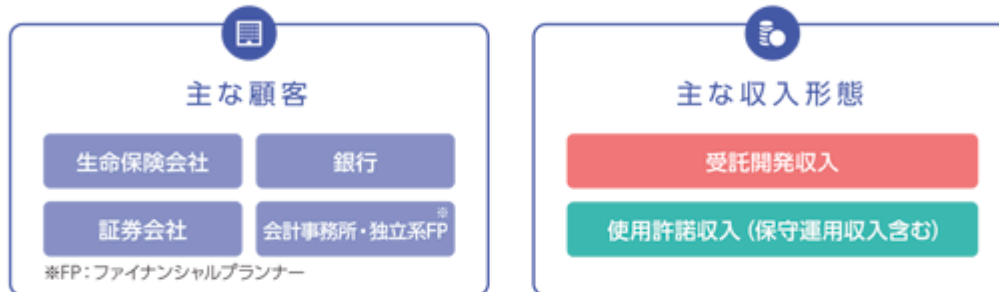 主な顧客
生命保険会社
銀行
証券会社
会計事務所・独立系FP※
※FP：ファイナンシャルプランナー
主な収入形態
受託開発収入
使用許諾収入（保守運用収入含む）